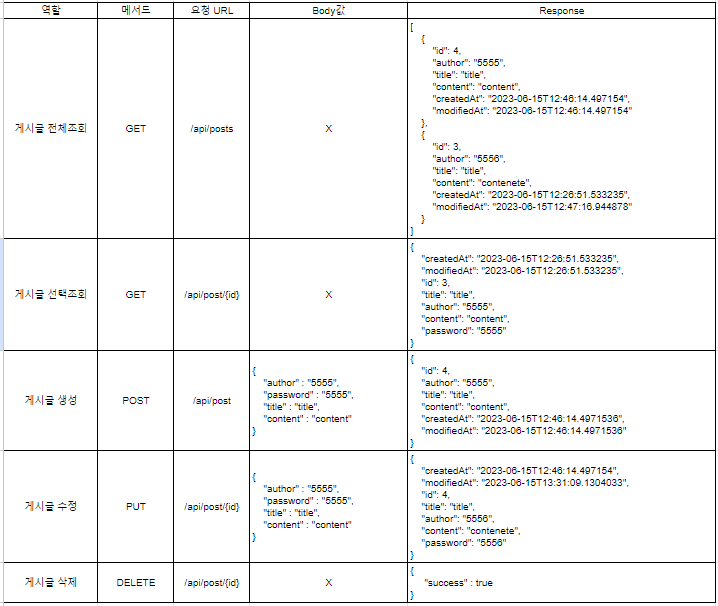 역할 메서드 요청 URL Body값 Response
게시글 전체조회 GET /api/posts X
[
{
"id": 4,
"author": "5555",
"title": "title",
"content": "content",
"createdAt": "2023-06-15T12:46:14.497154",
"modifiedAt": "2023-06-15T12:46:14.497154"
},
{
"id": 3,
"author": "5556",
"title": "title",
"content": "contenete",
"createdAt": "2023-06-15T12:26:51.533235",
"modifiedAt": "2023-06-15T12:47:16.944878"
}
]
게시글 선택조회 GET /api/post/{id} X
{
"createdAt": "2023-06-15T12:26:51.533235",
"modifiedAt": "2023-06-15T12:26:51.533235",
"id": 3,
"title": "title",
"author": "5555",
"content": "content",
"password": "5555"
}
게시글 생성 POST /api/post
{
"author" : "5555",
"password" : "5555",
"title" : "title",
"content" : "content"
}
{
"id": 4,
"author": "5555",
"title": "title",
"content": "content",
"createdAt": "2023-06-15T12:46:14.4971536",
"modifiedAt": "2023-06-15T12:46:14.4971536"
}
게시글 수정 PUT /api/post/{id}
{
"author" : "5555",
"password" : "5555",
"title" : "title",
"content" : "content"
}
{
"createdAt": "2023-06-15T12:46:14.497154",
"modifiedAt": "2023-06-15T13:31:09.1304033",
"id": 4,
"title": "title",
"author": "5556",
"content": "contenete",
"password": "5556"
}
게시글 삭제 DELETE /api/post/{id} X
{
"success" : true
}